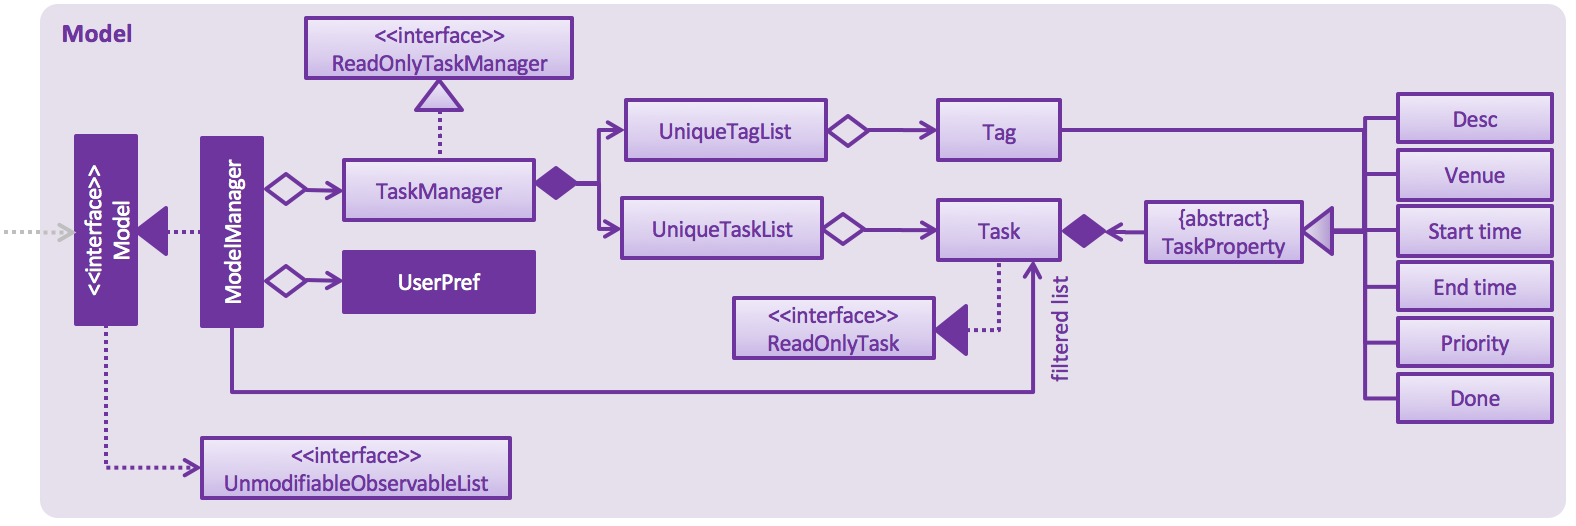 Model
<<interface>>
ReadOnlyTaskManager
<<interface>>
Model
ModelManager
TaskManager
UserPref
UniqueTagList
UniqueTaskList
Tag
Task
{abstract}
TaskProperty
<<interface>>
ReadOnlyTask
filtered list
Desc
Venue
Start time
End time
Priority
Done
<<interface>>
UnmodifiableObservableList